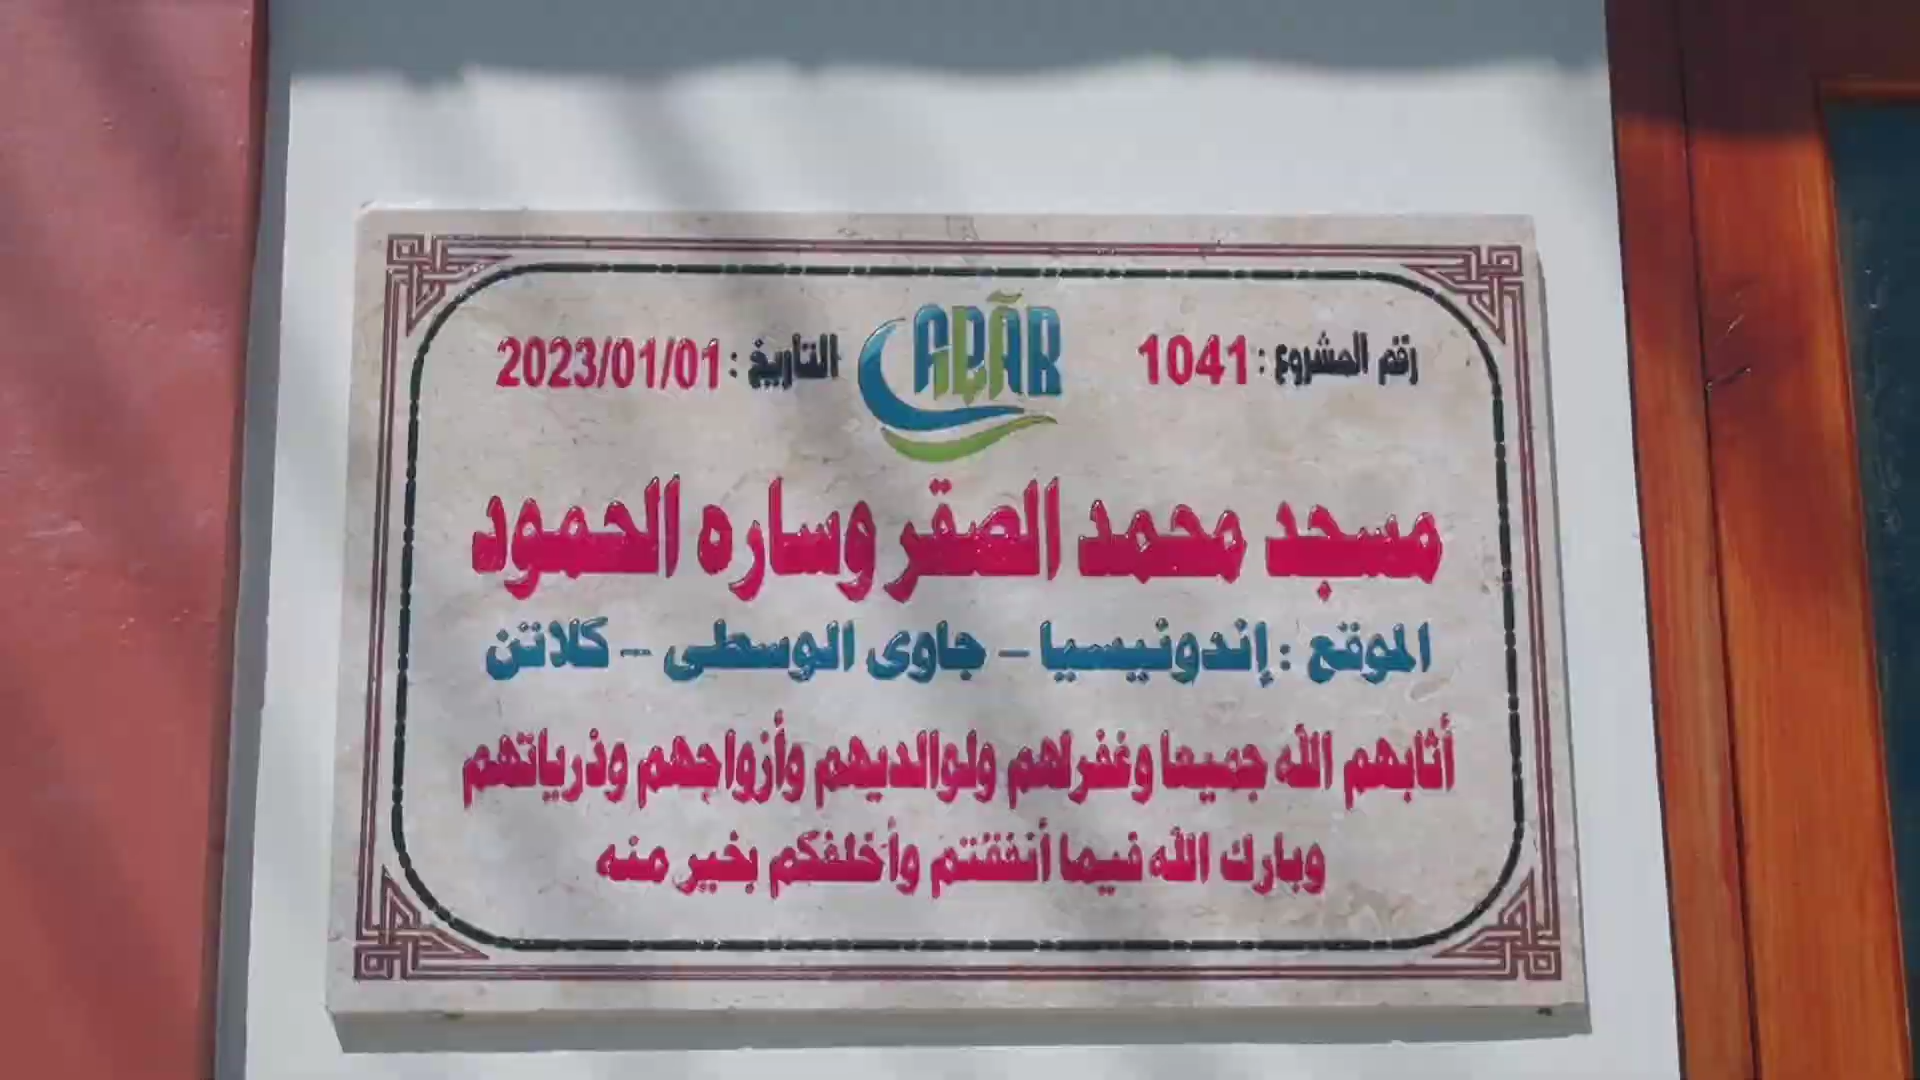 رقم المشروع : 1041
ADĀR
التاريخ : 2023/01/01
مسجد محمد الصقر وساره الحمود
الموقع : إندونيسيا – جاوى الوسطى – كلاتن
أثابهم الله جميعا وغفرلهم ولوالديهم وأزواجهم وذرياتهم
وبارك الله فيما أنفقتم وأخلفكم بخير منه